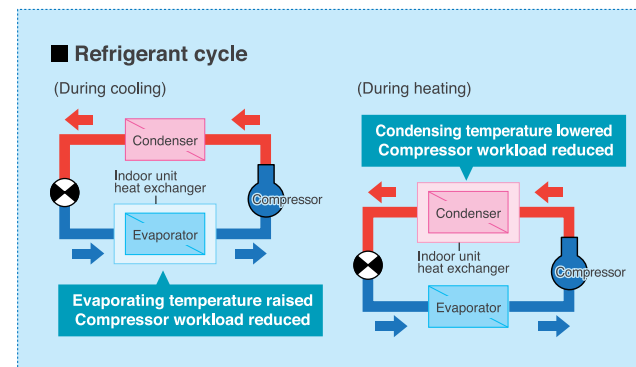 Refrigerant cycle
(During cooling)
Condenser
Indoor unit
heat exchanger
Compressor
Evaporator
Evaporating temperature raised
Compressor workload reduced
(During heating)
Condensing temperature lowered
Compressor workload reduced
Condenser
Indoor unit
heat exchanger
Compressor
Evaporator